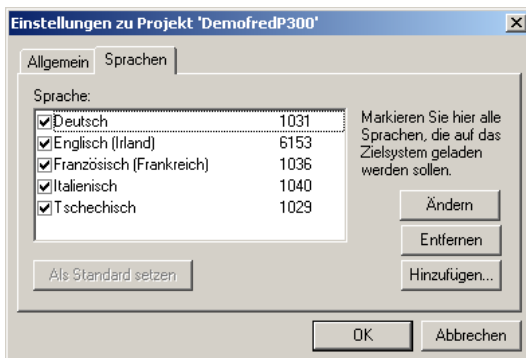 Einstellungen zu Projekt 'DemofredP300'
Allgemein Sprachen
Sprache:
Deutsch 1031
Englisch (Irland) 6153
Französisch (Frankreich) 1036
Italienisch 1040
Tschechisch 1029
Markieren Sie hier alle
Sprachen, die auf das
Zielsystem geladen
werden sollen.
Ändern
Entfernen
Als Standard setzen
Hinzufügen...
OK
Abbrechen